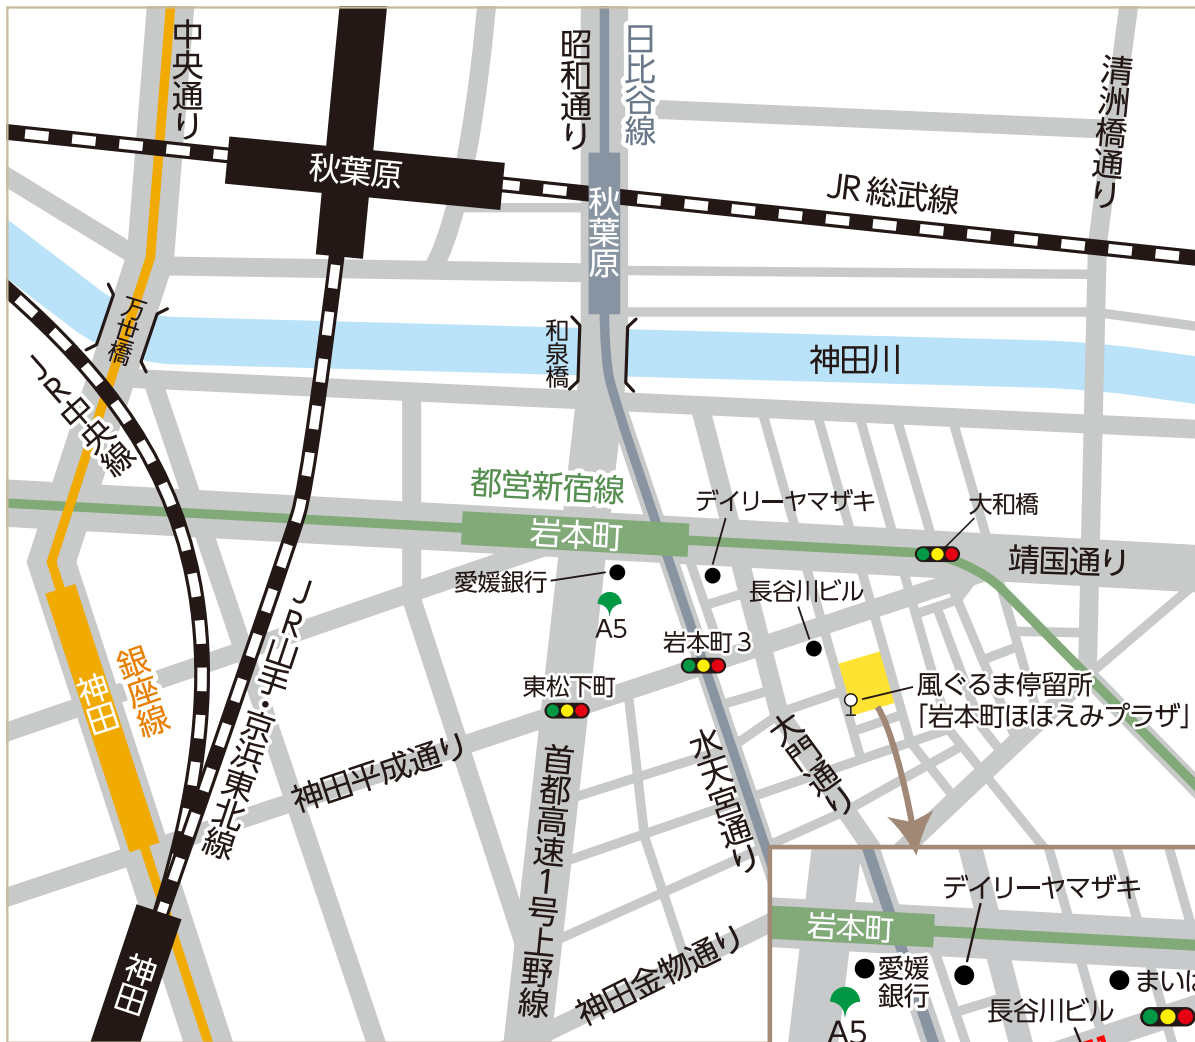 中央通り
昭和通り
日比谷線
清洲橋通り
秋葉原
JR 総武線
秋葉原
万世橋
和泉橋
神田川
JR中央線
都営新宿線
デイリーヤマザキ
大和橋
岩本町
靖国通り
愛媛銀行
長谷川ビル
A5
岩本町3
東松下町
風ぐるま停留所
「岩本町ほほえみプラザ」
銀座線
神田
JR山手・京浜東北線
神田平成通り
首都高速1号上野線
水天宮通り
大門通り
神田金物通り
神田
デイリーヤマザキ
岩本町
愛媛
銀行
長谷川ビル
A5